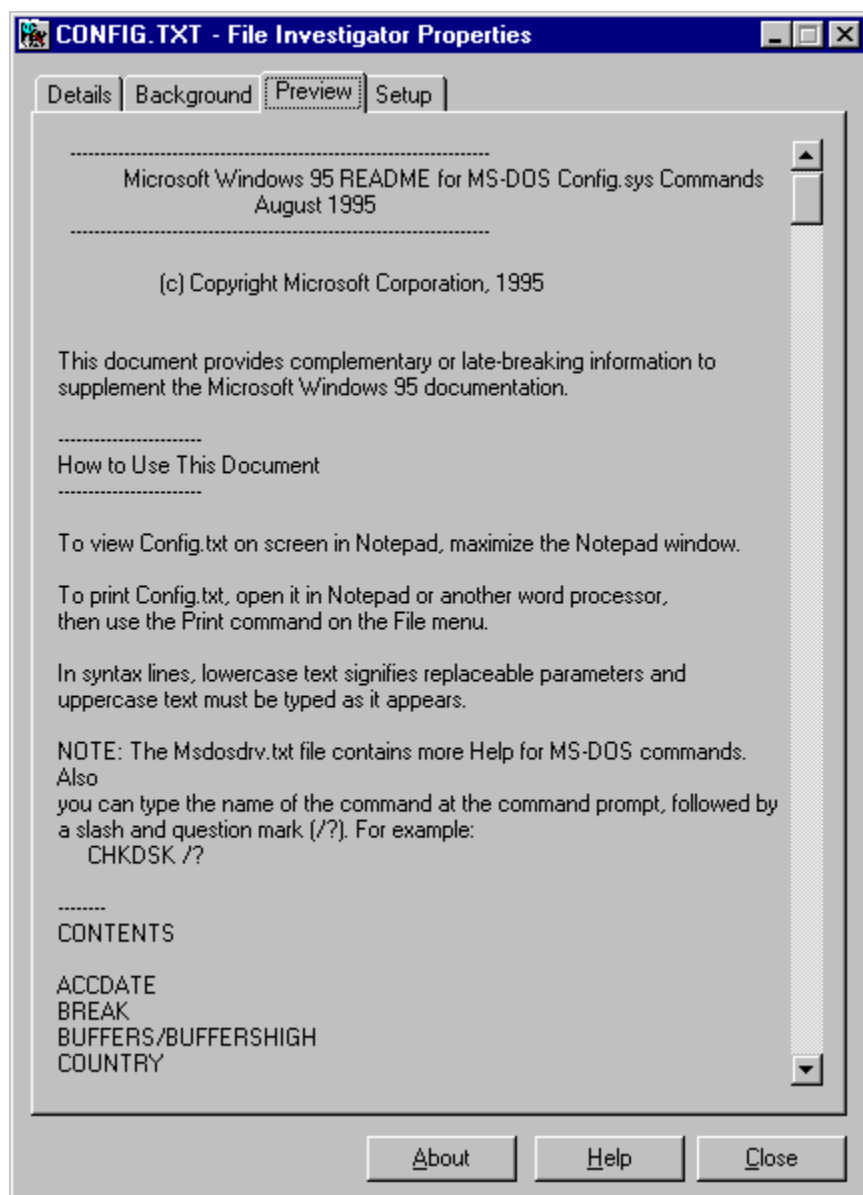 CONFIG.TXT - File Investigator Properties
Details Background Preview Setup
----------------------------------------------------------------------
Microsoft Windows 95 README for MS-DOS Config.sys Commands
August 1995
----------------------------------------------------------------------
(c) Copyright Microsoft Corporation, 1995
This document provides complementary or late-breaking information to
supplement the Microsoft Windows 95 documentation.
------------------------
How to Use This Document
------------------------
To view Config.txt on screen in Notepad, maximize the Notepad window.
To print Config.txt, open it in Notepad or another word processor,
then use the Print command on the File menu.
In syntax lines, lowercase text signifies replaceable parameters and
uppercase text must be typed as it appears.
NOTE: The Msdosdrv.txt file contains more Help for MS-DOS commands.
Also
you can type the name of the command at the command prompt, followed by
a slash and question mark (/?). For example:
CHKDSK /?
--------
CONTENTS
ACCDATE
BREAK
BUFFERS/BUFFERSHIGH
COUNTRY
About Help Close